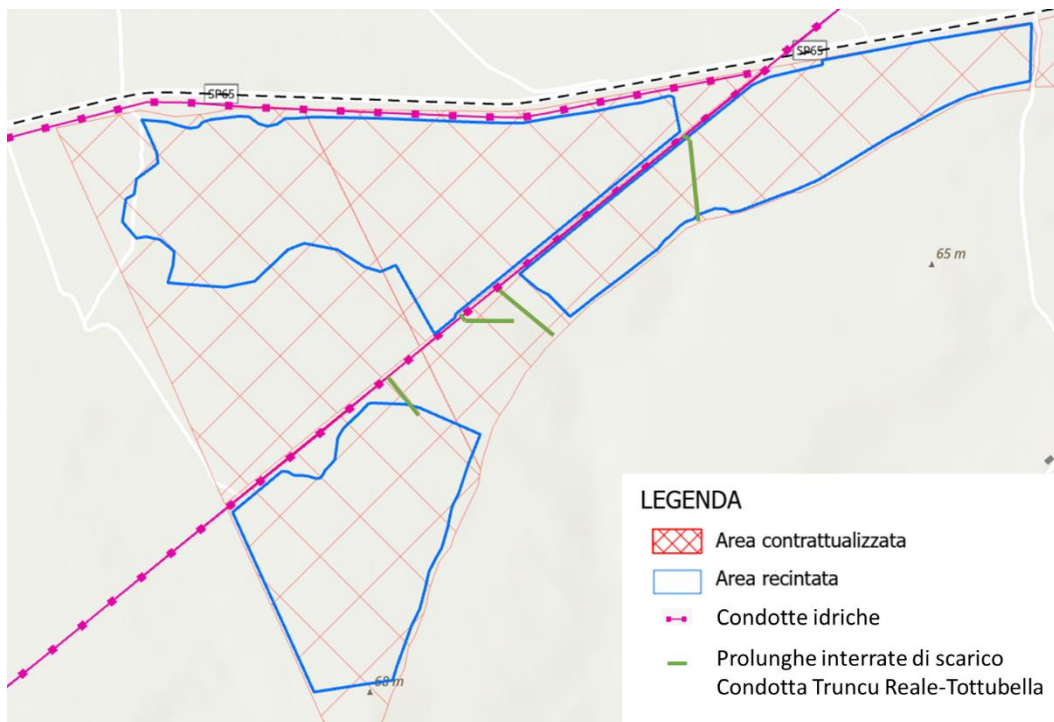 SP65
SP65
65 m
68 m
LEGENDA
Area contrattualizzata
Area recintata
Condotte idriche
Prolunghe interrate di scarico
Condotta Truncu Reale-Tottubella